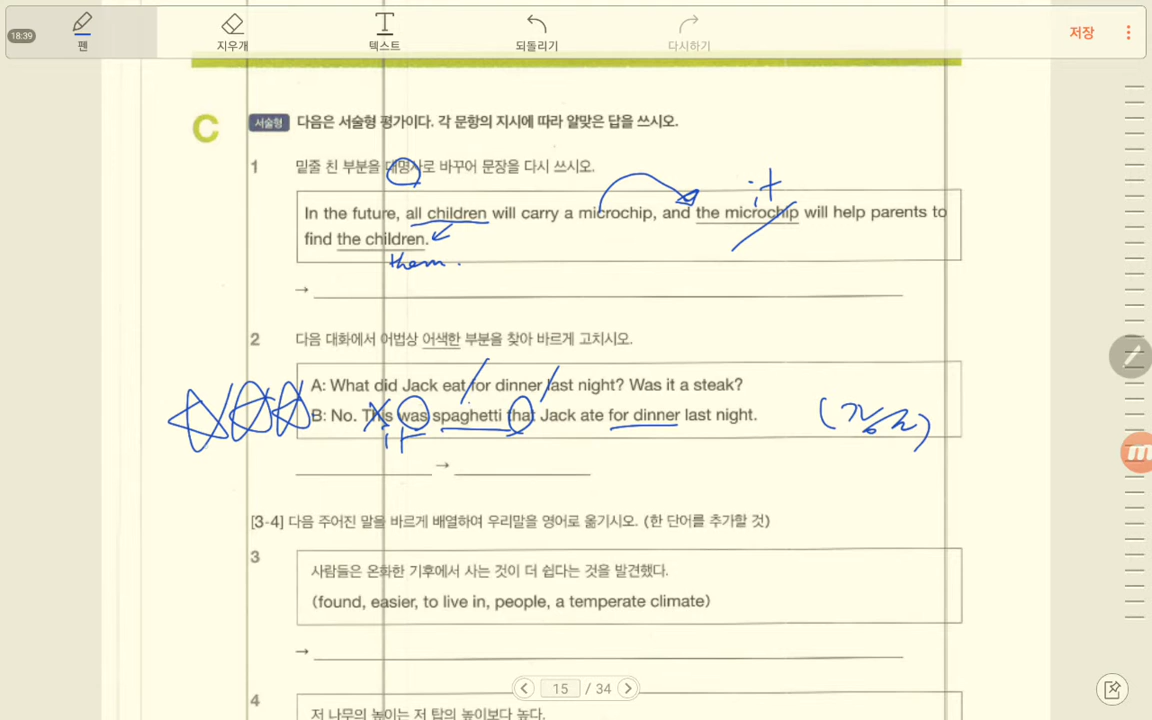 18:39
펜
지우개
텍스트
되돌리기
다시하기
저장
C 서술형 다음은 서술형 평가이다. 각 문항의 지시에 따라 알맞은 답을 쓰시오.
1 밑줄 친 부분을 대명사로 바꾸어 문장을 다시 쓰시오.
it
In the future, all children will carry a microchip, and the microchip will help parents to
find the children.
them.
→
2 다음 대화에서 어법상 어색한 부분을 찾아 바르게 고치시오.
A: What did Jack eat for dinner last night? Was it a steak?
B: No. This was spaghetti that Jack ate for dinner last night.
it
→
[3-4] 다음 주어진 말을 바르게 배열하여 우리말을 영어로 옮기시오. (한 단어를 추가할 것)
3
사람들은 온화한 기후에서 사는 것이 더 쉽다는 것을 발견했다.
(found, easier, to live in, people, a temperate climate)
→
15 / 34
4
저 나무의 높이는 저 탑의 높이보다 높다.
m